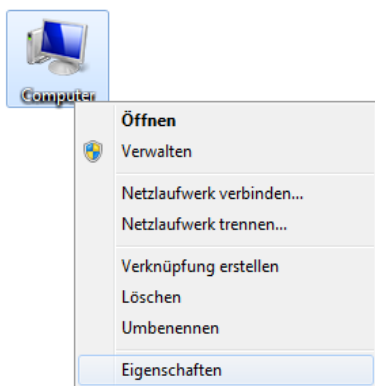 Computer
Öffnen
Verwalten
Netzlaufwerk verbinden...
Netzlaufwerk trennen...
Verknüpfung erstellen
Löschen
Umbenennen
Eigenschaften